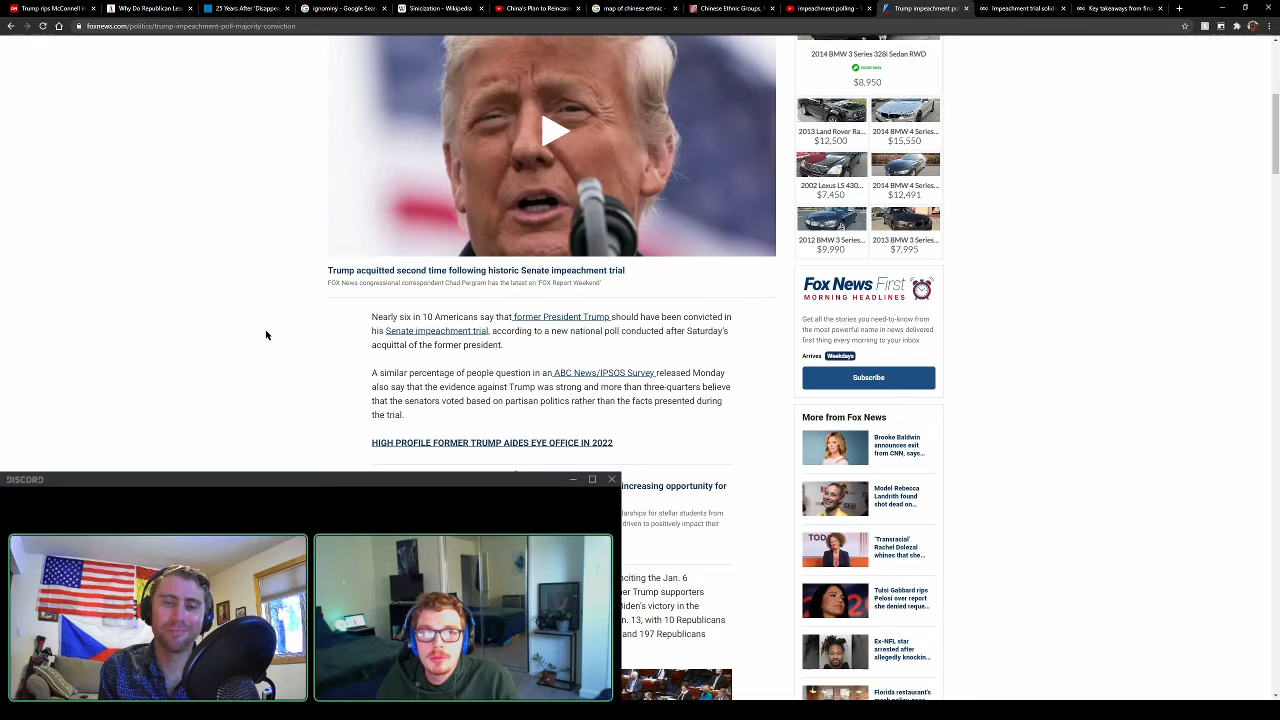 Trump rips McConell in
Why Do Republican Lea
25 Years After 'Disappea
ignominy - Google Sear
Sinicization - Wikipedia
China's Plan to Reincarn
map of chinese ethnic -
Chinese Ethnic Groups,
impeachment polling -
Trump impeachment po
Impeachment trial solid
Key takeaways from fina
foxnews.com/politics/trump-impeachment-poll-majority-conviction
2014 BMW 3 Series 328i Sedan RWD
GOOD DEAL
$8,950
2013 Land Rover Ra...
2014 BMW 4 Series...
$12,500
$15,550
2002 Lexus LS 430...
2014 BMW 4 Series...
$7,450
$12,491
2012 BMW 3 Series...
2013 BMW 3 Series...
$9,990
$7,995
Trump acquitted second time following historic Senate impeachment trial
FOX News congressional correspondent Chad Pergram has the latest on 'FOX Report Weekend'
Nearly six in 10 Americans say that former President Trump should have been convicted in
his Senate impeachment trial, according to a new national poll conducted after Saturday's
acquittal of the former president.
A similar percentage of people question in an ABC News/IPSOS Survey released Monday
also say that the evidence against Trump was strong and more than three-quarters believe
that the senators voted based on partisan politics rather than the facts presented during
the trial.
HIGH PROFILE FORMER TRUMP AIDES EYE OFFICE IN 2022
increasing opportunity for
larships for stellar students from
driven to positively impact their
nciting the Jan. 6
er Trump supporters
Biden's victory in the
n. 13, with 10 Republicans
and 197 Republicans
Fox News First
MORNING HEADLINES
Get all the stories you need-to-know from
the most powerful name in news delivered
first thing every morning to your inbox
Arrives Weekdays
Subscribe
More from Fox News
Brooke Baldwin
announces exit
from CNN, says...
Model Rebecca
Landrith found
shot dead on...
TOD
'Transracial'
Rachel Dolezal
whines that she...
Tulsi Gabbard rips
Pelosi over report
she denied reque...
Ex-NFL star
arrested after
allegedly knockin...
Florida restaurant's
DISCORD